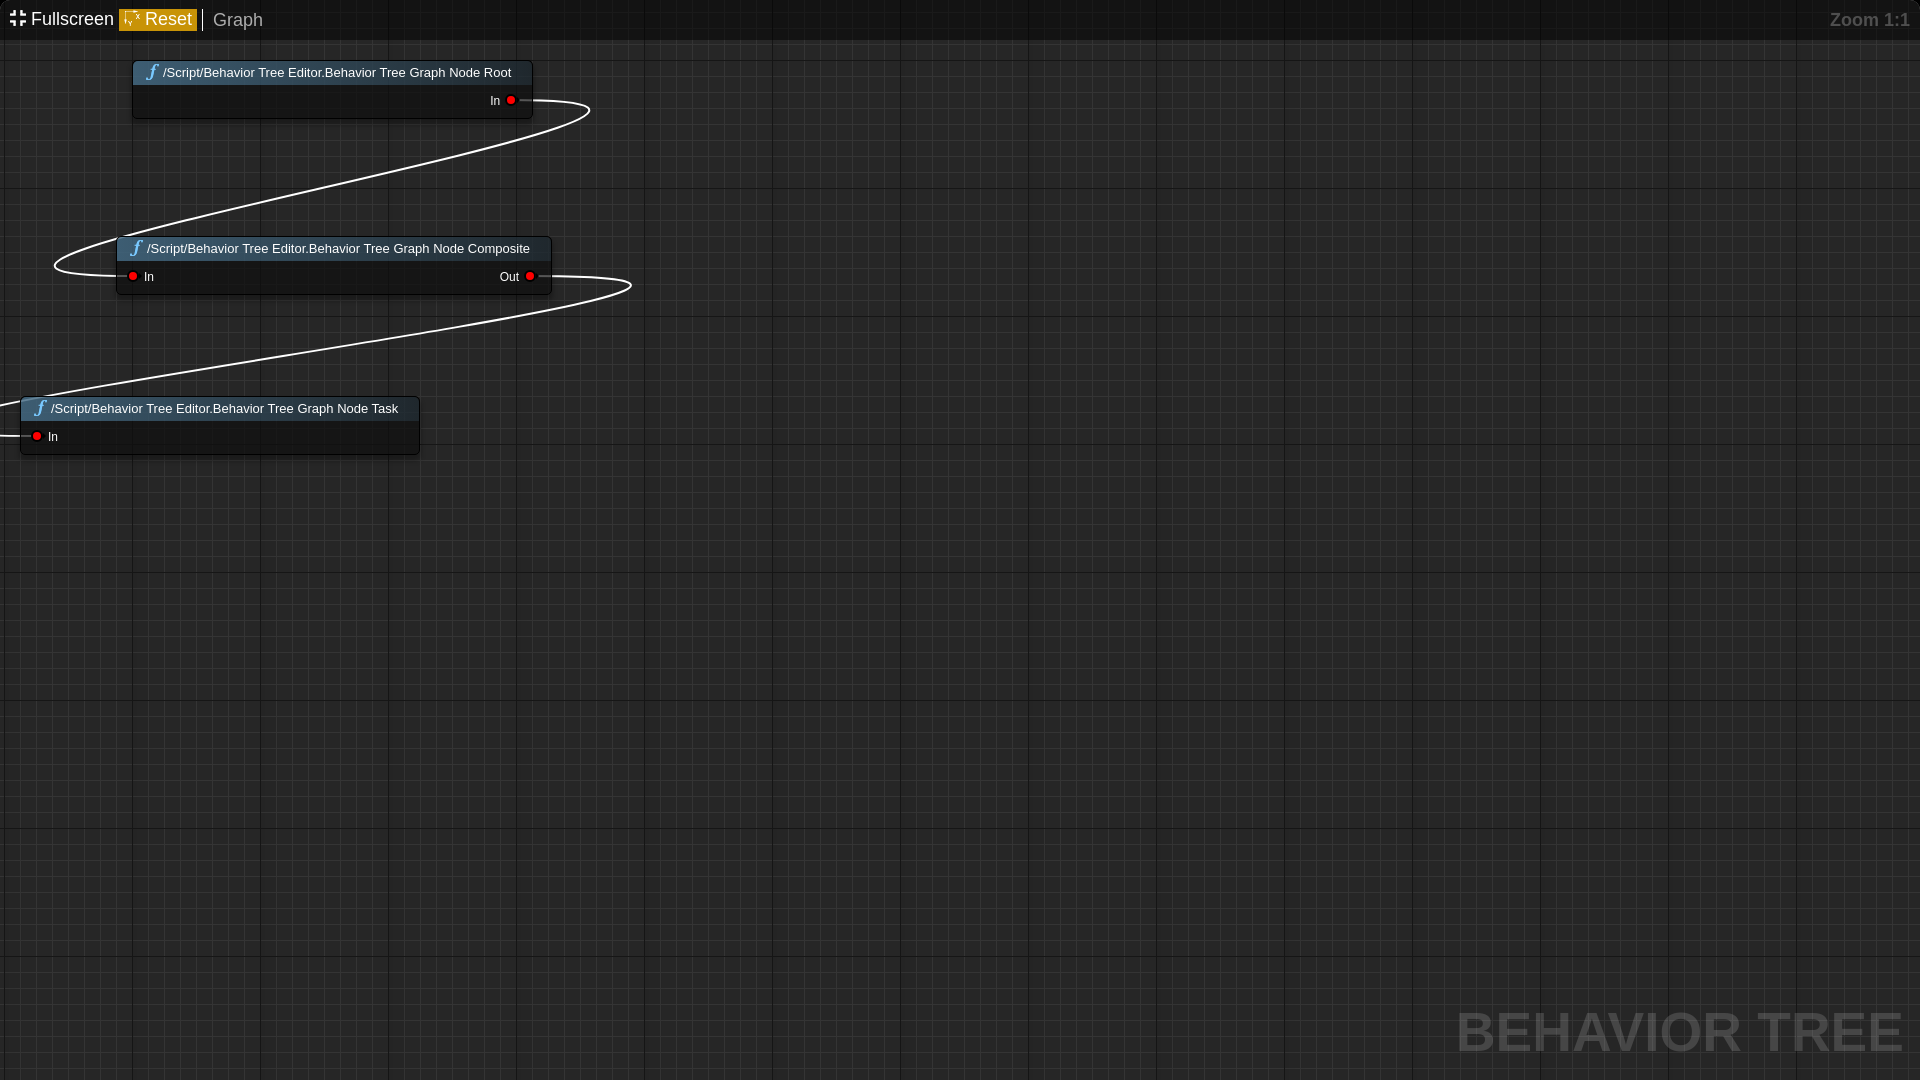 Fullscreen Reset Graph Zoom 1:1
/Script/Behavior Tree Editor.Behavior Tree Graph Node Root
In
/Script/Behavior Tree Editor.Behavior Tree Graph Node Composite
In Out
/Script/Behavior Tree Editor.Behavior Tree Graph Node Task
In
BEHAVIOR TREE